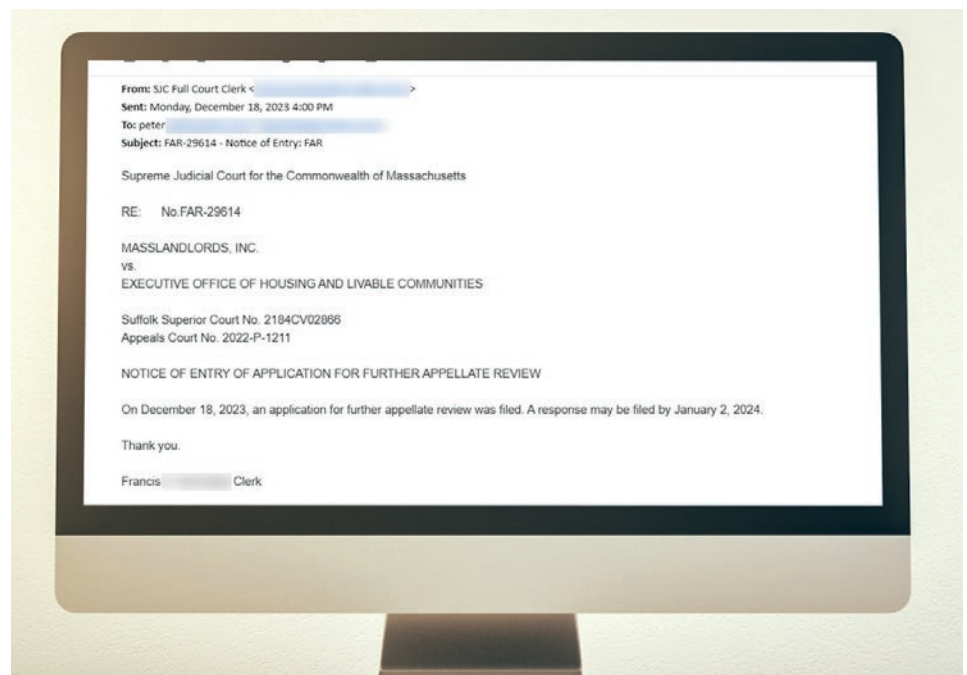 From: SJC Full Court Clerk < >
Sent: Monday, December 18, 2023 4:00 PM
To: peter
Subject: FAR-29614 - Notice of Entry: FAR
Supreme Judicial Court for the Commonwealth of Massachusetts
RE: No.FAR-29614
MASSLANDLORDS, INC.
vs.
EXECUTIVE OFFICE OF HOUSING AND LIVABLE COMMUNITIES
Suffolk Superior Court No. 2184CV02866
Appeals Court No. 2022-P-1211
NOTICE OF ENTRY OF APPLICATION FOR FURTHER APPELLATE REVIEW
On December 18, 2023, an application for further appellate review was filed. A response may be filed by January 2, 2024.
Thank you.
Francis Clerk